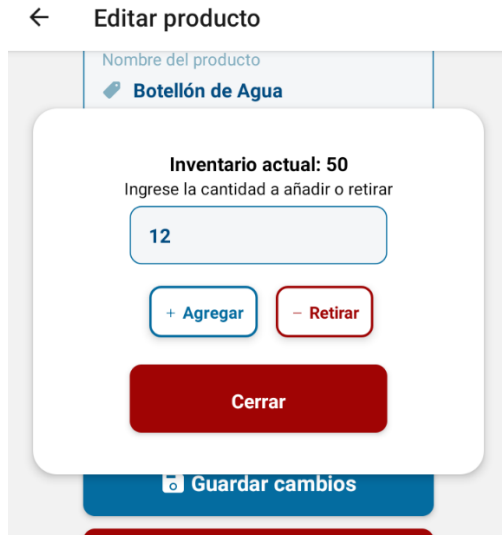 Editar producto
Nombre del producto
Botellón de Agua
Inventario actual: 50
Ingrese la cantidad a añadir o retirar
12
+ Agregar
− Retirar
Cerrar
Guardar cambios